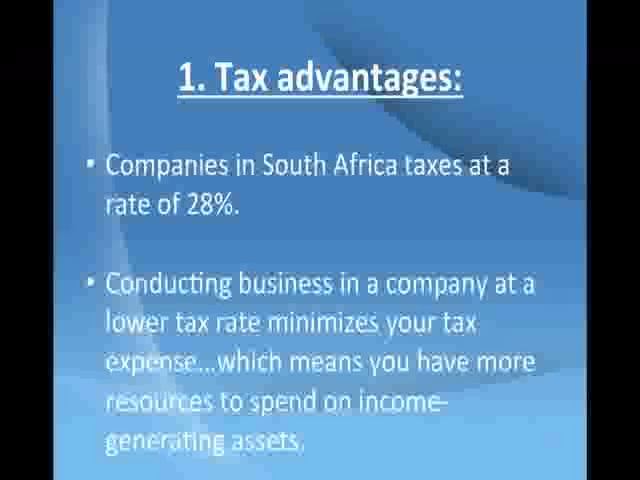 1. Tax advantages:
• Companies in South Africa taxes at a
rate of 28%.
• Conducting business in a company at a
lower tax rate minimizes your tax
expense...which means you have more
resources to spend on income-
generating assets.